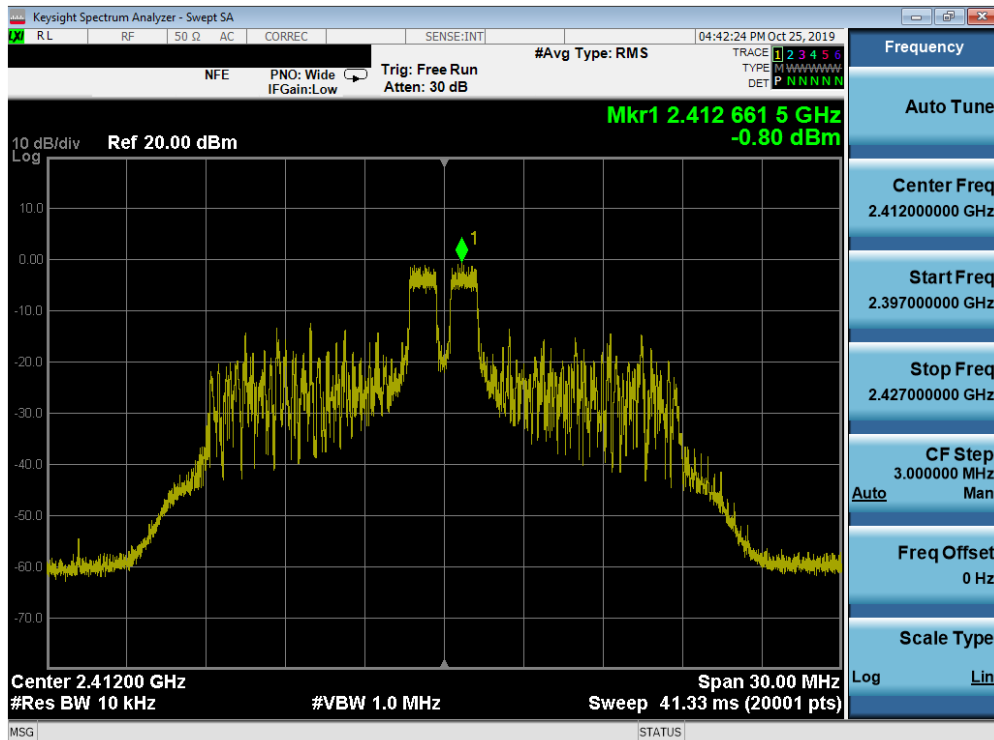 Keysight Spectrum Analyzer - Swept SA
LXI RL RF 50 Ω AC CORREC SENSE:INT 04:42:24 PM Oct 25, 2019
#Avg Type: RMS TRACE 1 2 3 4 5 6
NFE PNO: Wide Trig: Free Run TYPE M W W W W W
IFGain:Low Atten: 30 dB DET P N N N N N
Mkr1 2.412 661 5 GHz
-0.80 dBm
10 dB/div Ref 20.00 dBm
Log
10.0
0.00
-10.0
-20.0
-30.0
-40.0
-50.0
-60.0
-70.0
1
Center 2.41200 GHz Span 30.00 MHz
#Res BW 10 kHz #VBW 1.0 MHz Sweep 41.33 ms (20001 pts)
MSG STATUS
Frequency
Auto Tune
Center Freq
2.412000000 GHz
Start Freq
2.397000000 GHz
Stop Freq
2.427000000 GHz
CF Step
3.000000 MHz
Auto Man
Freq Offset
0 Hz
Scale Type
Log Lin